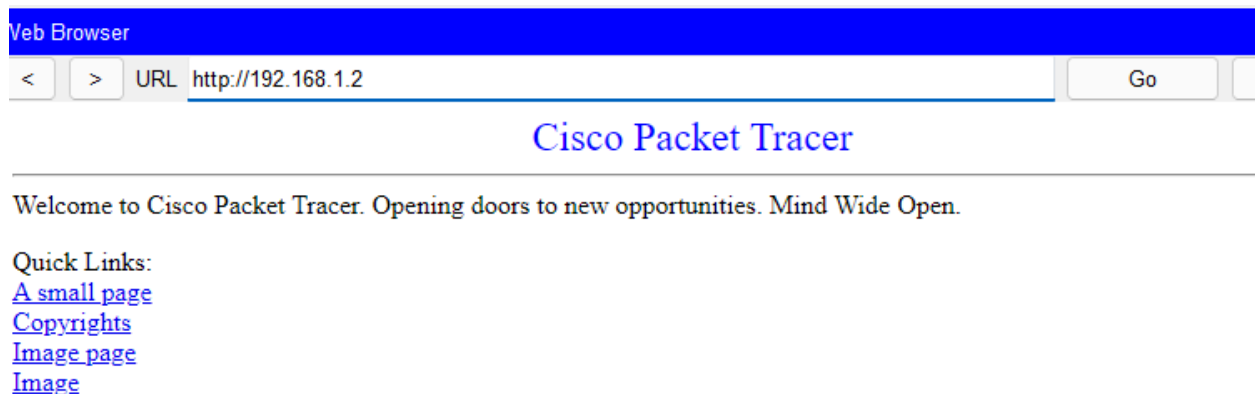 Web Browser
< > URL http://192.168.1.2 Go
Cisco Packet Tracer
Welcome to Cisco Packet Tracer. Opening doors to new opportunities. Mind Wide Open.
Quick Links:
A small page
Copyrights
Image page
Image